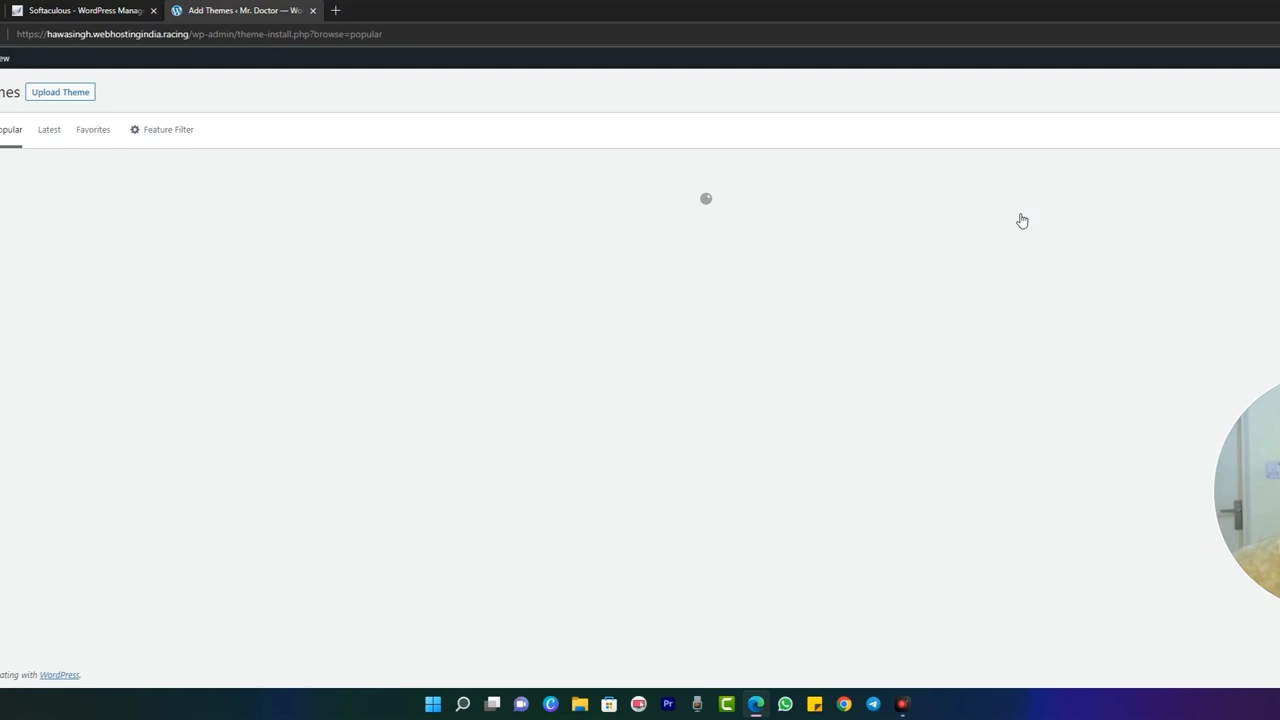 Softaculous - WordPress Manag
Add Themes ‹ Mr. Doctor — Wo
https://hawasingh.webhostingindia.racing/wp-admin/theme-install.php?browse=popular
ew
nes Upload Theme
opular Latest Favorites Feature Filter
ating with WordPress.
Pr